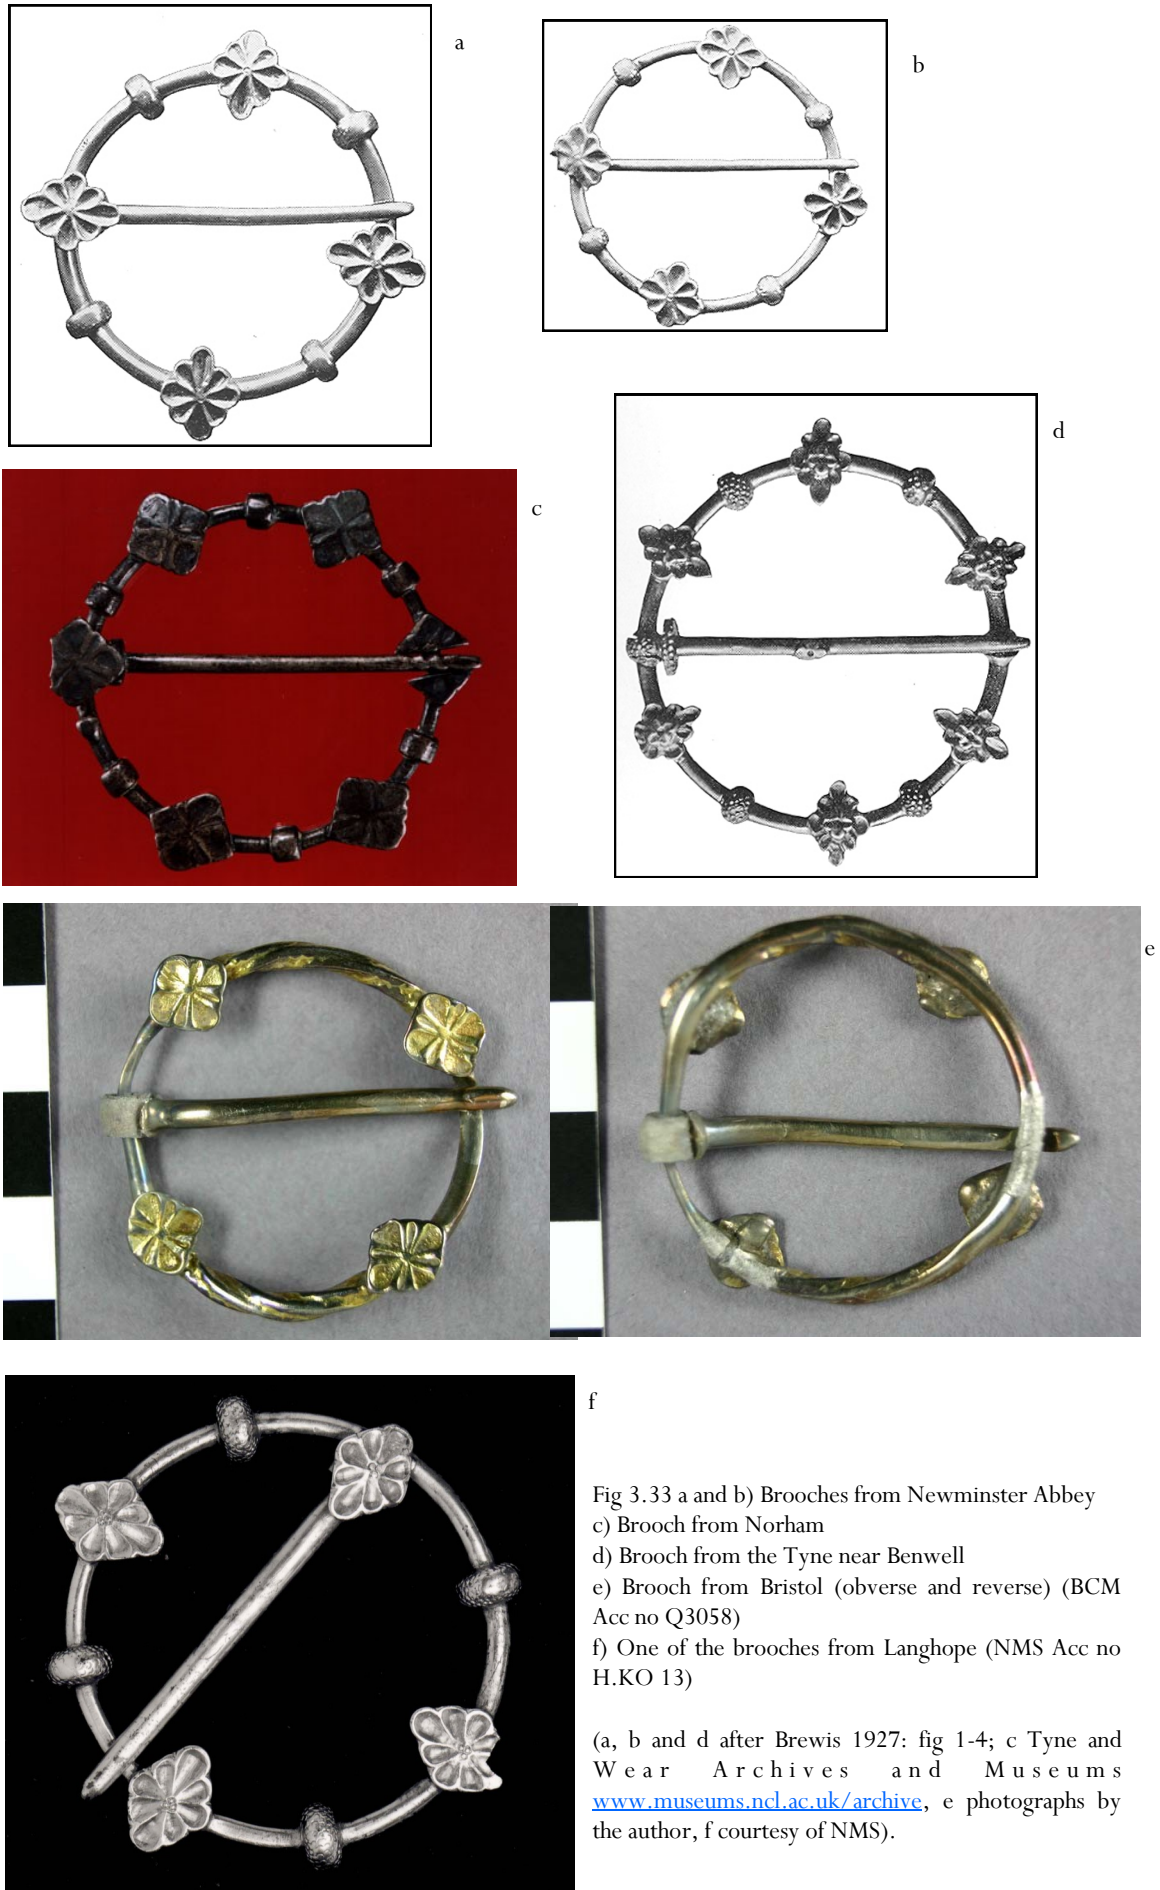 a
b
c
d
e
f
Fig 3.33 a and b) Brooches from Newminster Abbey
c) Brooch from Norham
d) Brooch from the Tyne near Benwell
e) Brooch from Bristol (obverse and reverse) (BCM
Acc no Q3058)
f) One of the brooches from Langhope (NMS Acc no
H.KO 13)
(a, b and d after Brewis 1927: fig 1-4; c Tyne and
Wear Archives and Museums
www.museums.ncl.ac.uk/archive, e photographs by
the author, f courtesy of NMS).